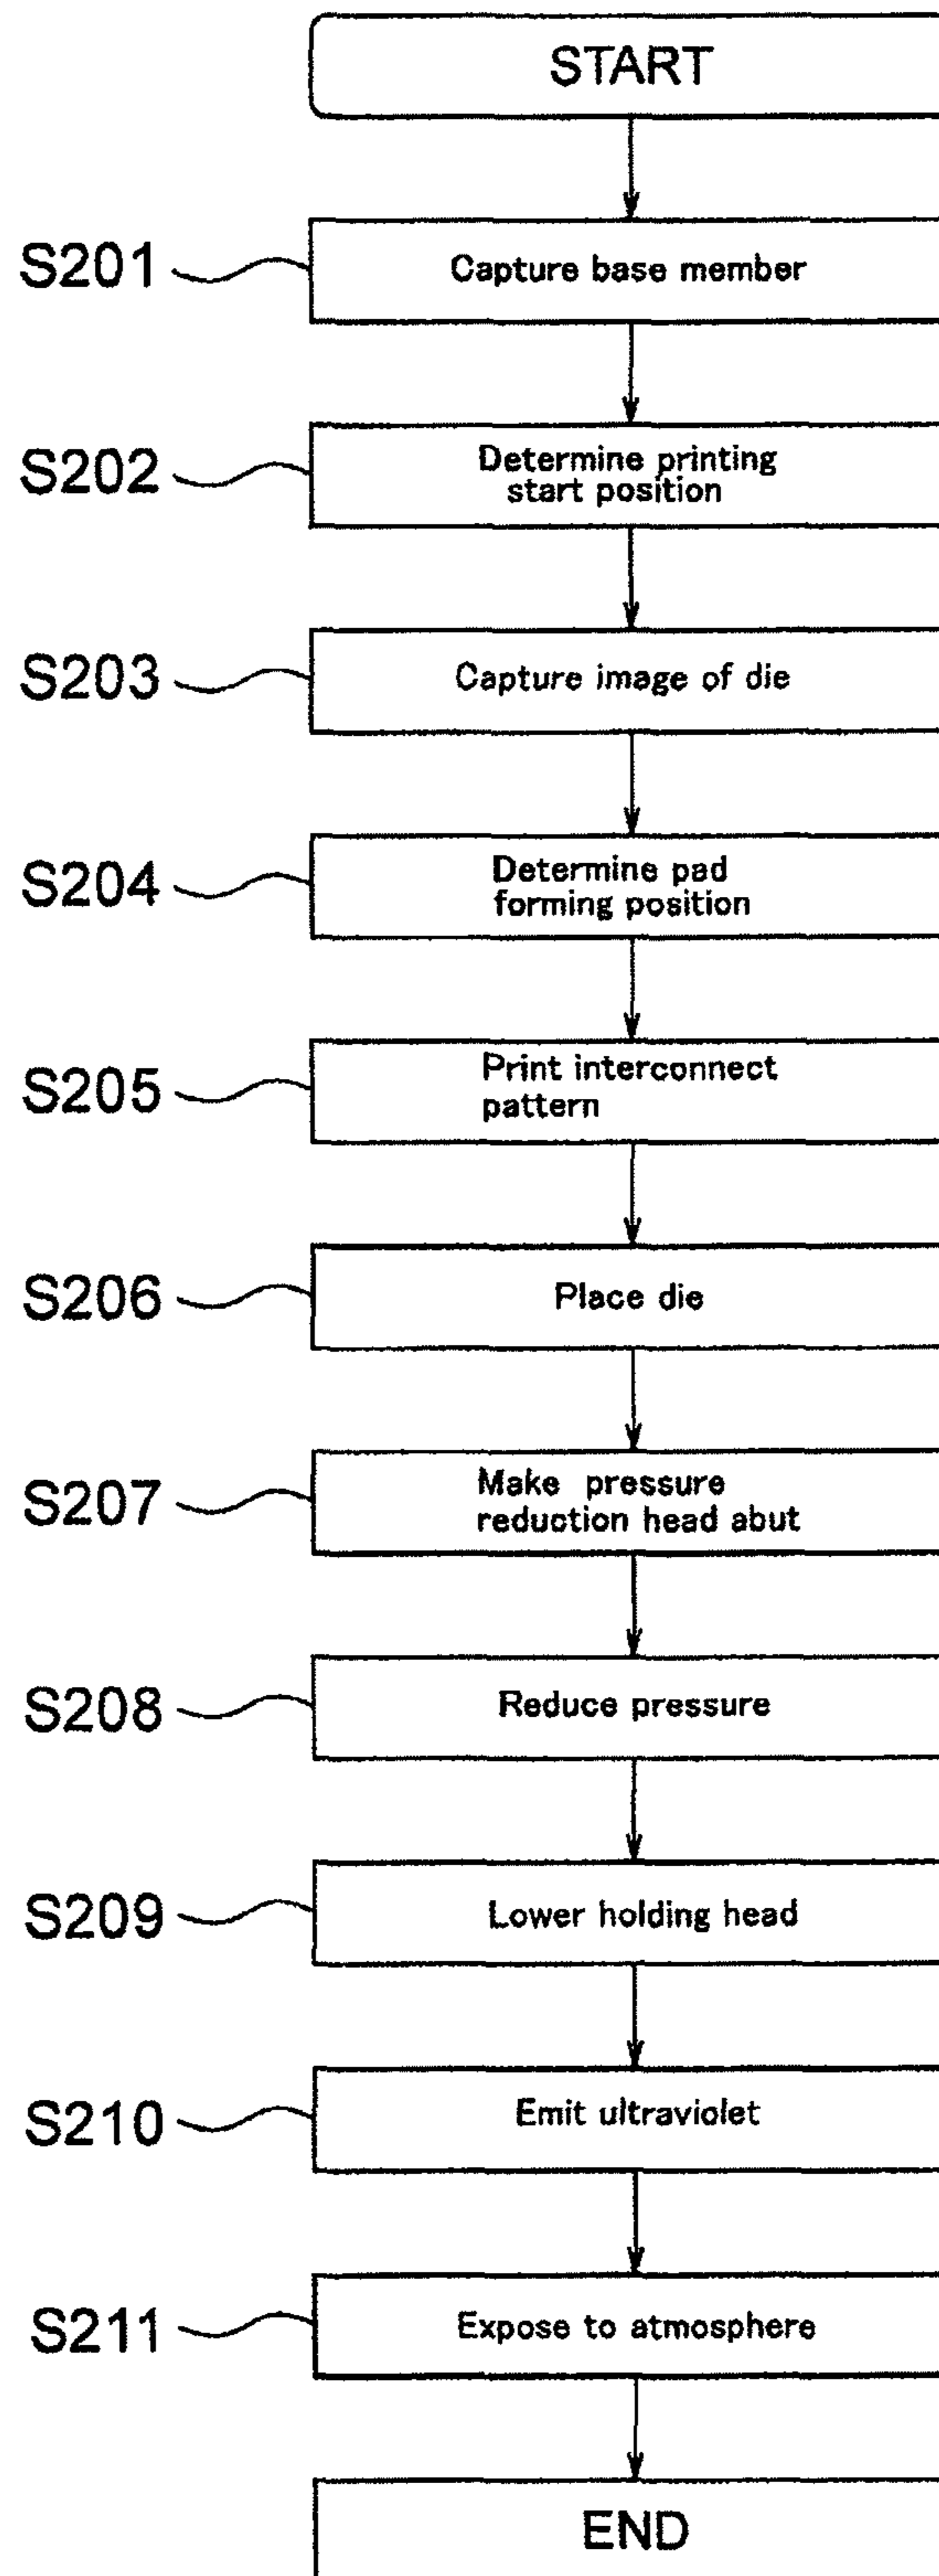 START
S201
Capture base member
S202
Determine printing
start position
S203
Capture image of die
S204
Determine pad
forming position
S205
Print interconnect
pattern
S206
Place die
S207
Make pressure
reduction head abut
S208
Reduce pressure
S209
Lower holding head
S210
Emit ultraviolet
S211
Expose to atmosphere
END